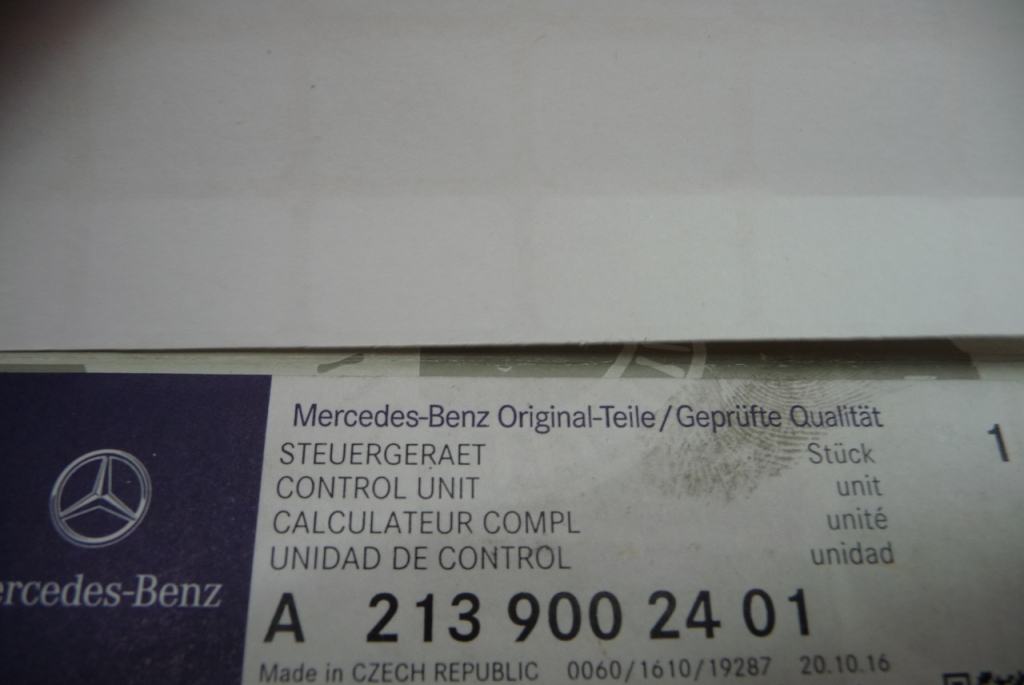 Mercedes-Benz Original-Teile/Geprüfte Qualität
STEUERGERAET Stück 1
CONTROL UNIT unit
CALCULATEUR COMPL unité
UNIDAD DE CONTROL unidad
ercedes-Benz
A 213 900 24 01
Made in CZECH REPUBLIC 0060/1610/19287 20.10.16